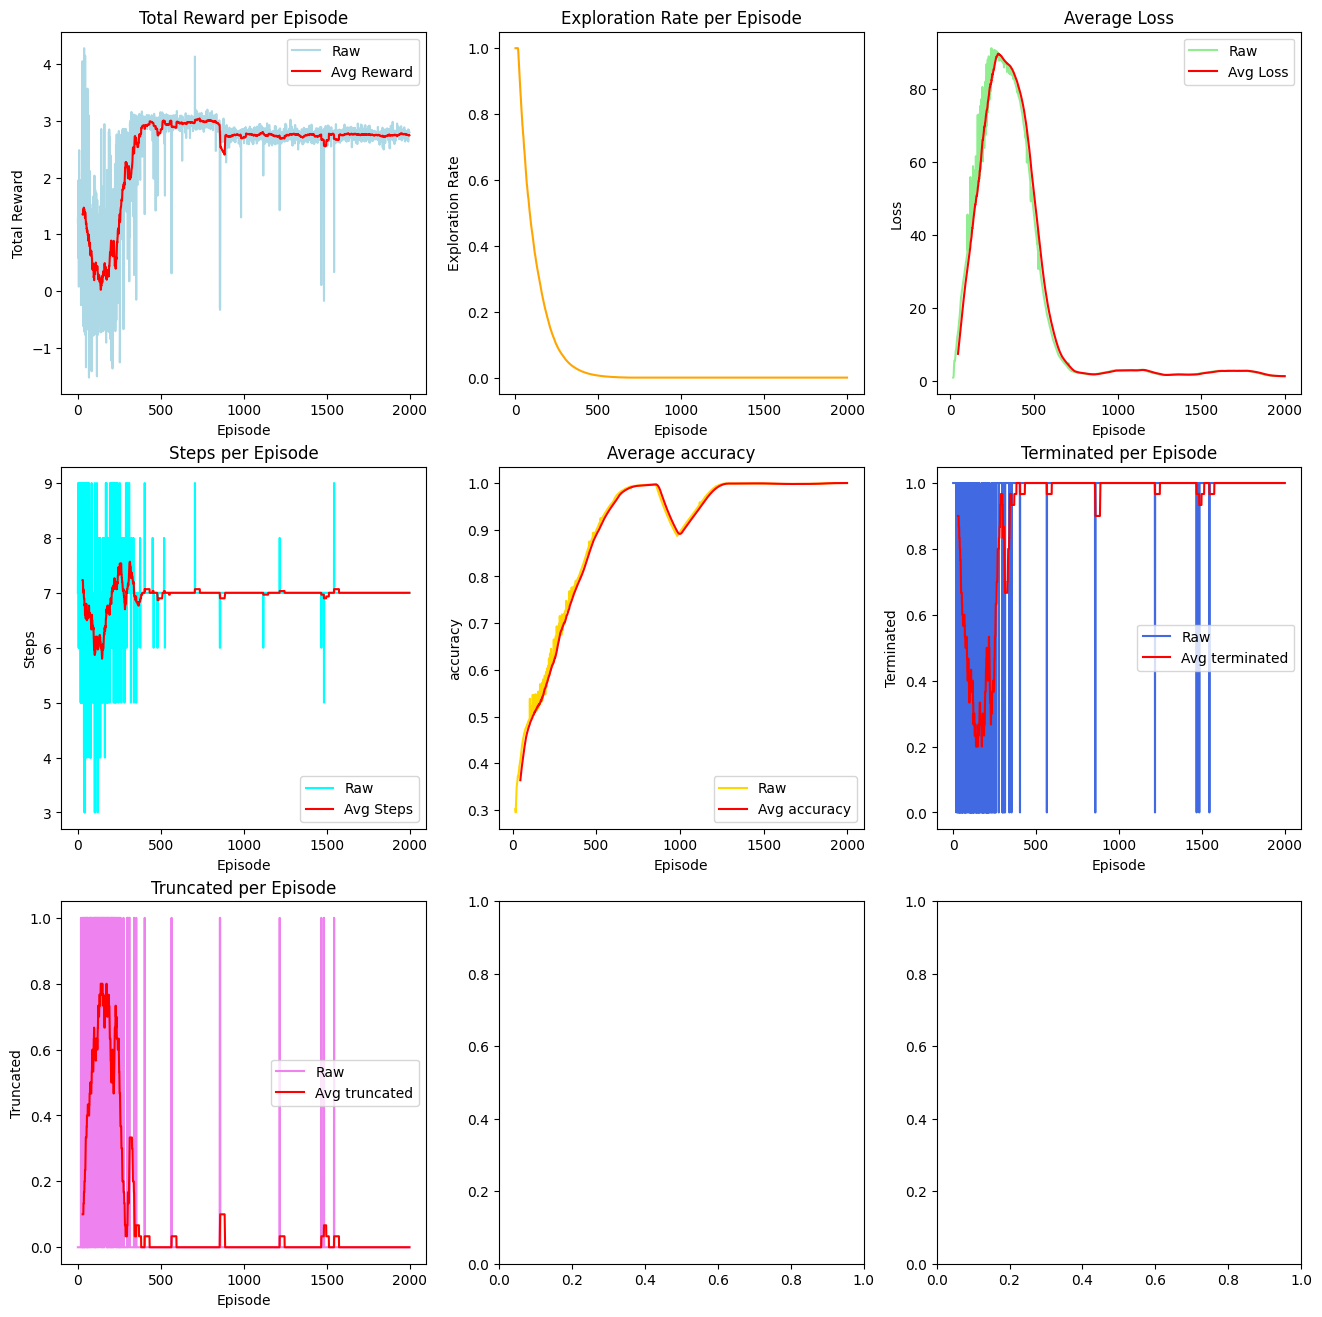 Total Reward per Episode
Raw
Avg Reward
Total Reward
4
3
2
1
0
−1
0 500 1000 1500 2000
Episode
Exploration Rate per Episode
Exploration Rate
1.0
0.8
0.6
0.4
0.2
0.0
0 500 1000 1500 2000
Episode
Average Loss
Raw
Avg Loss
Loss
80
60
40
20
0
0 500 1000 1500 2000
Episode
Steps per Episode
Steps
9
8
7
6
5
4
3
Raw
Avg Steps
0 500 1000 1500 2000
Episode
Average accuracy
accuracy
1.0
0.9
0.8
0.7
0.6
0.5
0.4
0.3
Raw
Avg accuracy
0 500 1000 1500 2000
Episode
Terminated per Episode
Terminated
1.0
0.8
0.6
0.4
0.2
0.0
Raw
Avg terminated
0 500 1000 1500 2000
Episode
Truncated per Episode
Truncated
1.0
0.8
0.6
0.4
0.2
0.0
Raw
Avg truncated
0 500 1000 1500 2000
Episode
1.0
0.8
0.6
0.4
0.2
0.0
0.0 0.2 0.4 0.6 0.8 1.0
1.0
0.8
0.6
0.4
0.2
0.0
0.0 0.2 0.4 0.6 0.8 1.0